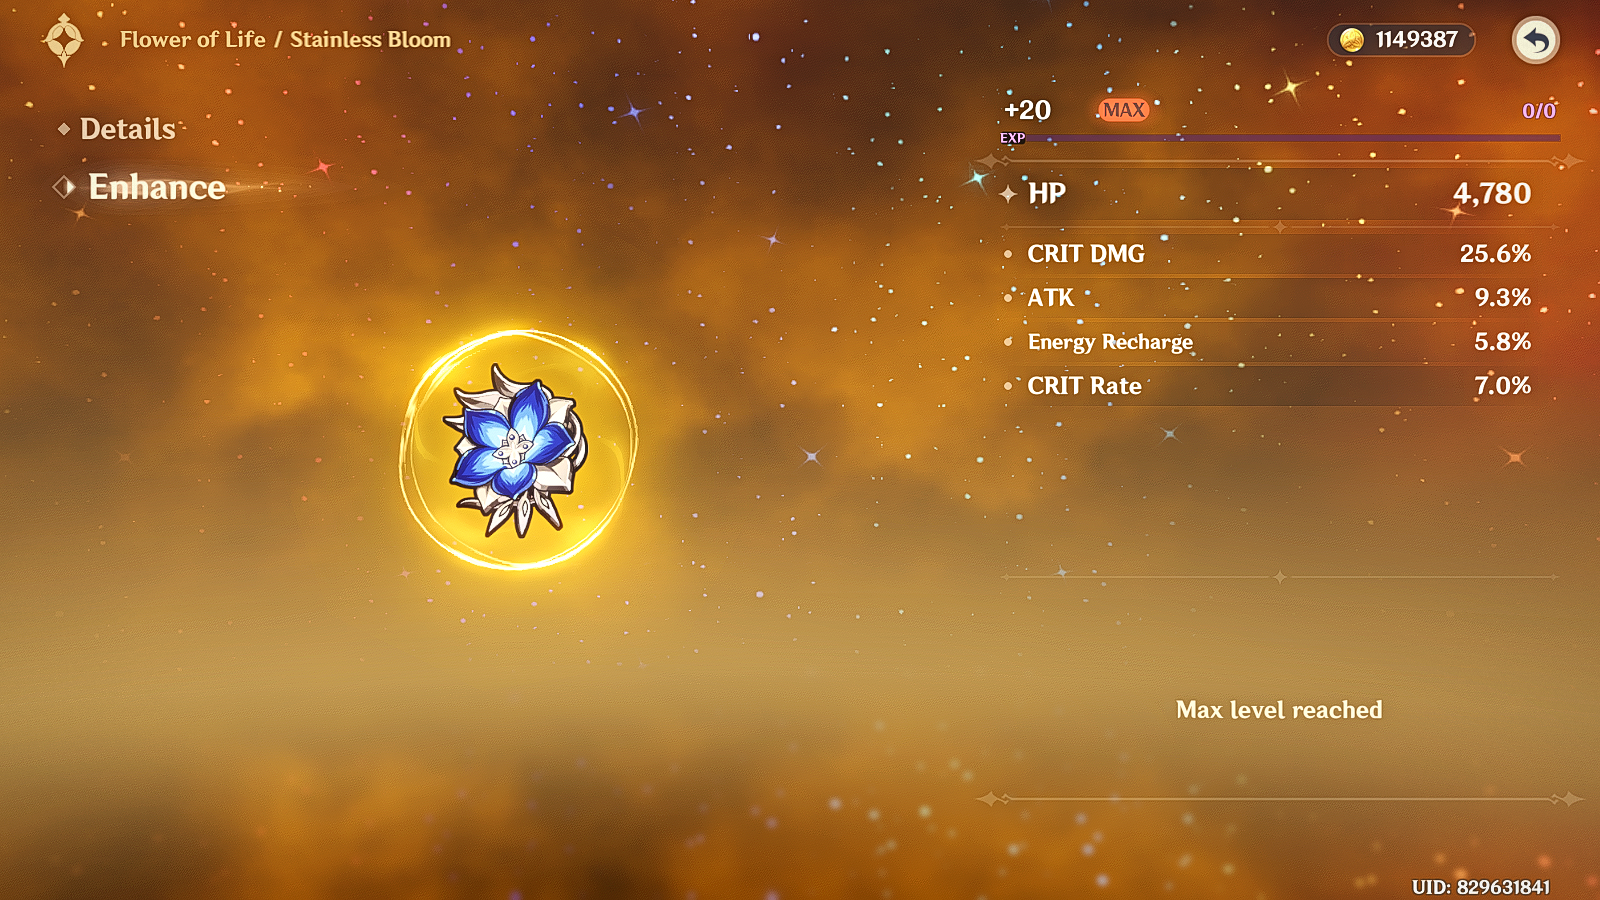 Flower of Life / Stainless Bloom
1149387
Details
Enhance
+20 MAX 0/0
EXP
HP 4,780
CRIT DMG 25.6%
ATK 9.3%
Energy Recharge 5.8%
CRIT Rate 7.0%
Max level reached
UID: 829631841